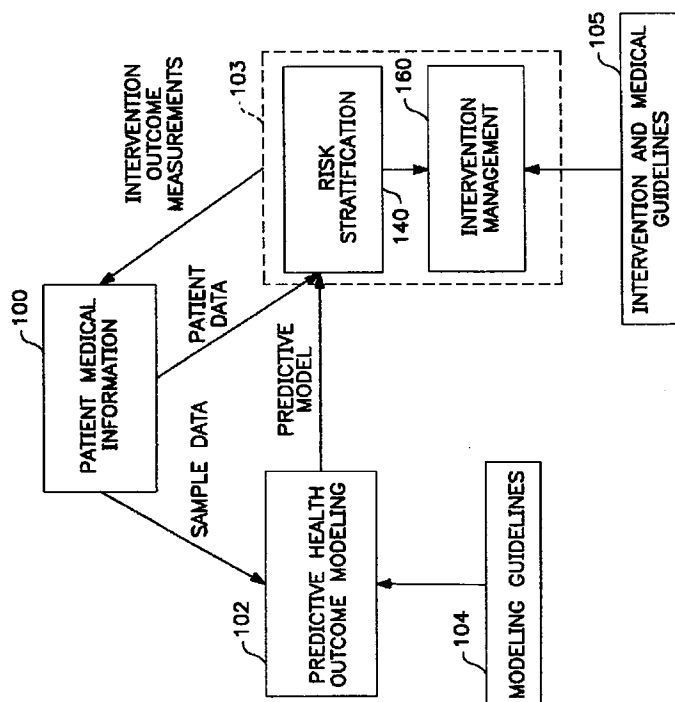 100
PATIENT MEDICAL
INFORMATION
INTERVENTION
OUTCOME
MEASUREMENTS
SAMPLE DATA
PATIENT
DATA
103
102
PREDICTIVE HEALTH
OUTCOME MODELING
PREDICTIVE
MODEL
RISK
STRATIFICATION
140
160
INTERVENTION
MANAGEMENT
104
MODELING GUIDELINES
105
INTERVENTION AND MEDICAL
GUIDELINES